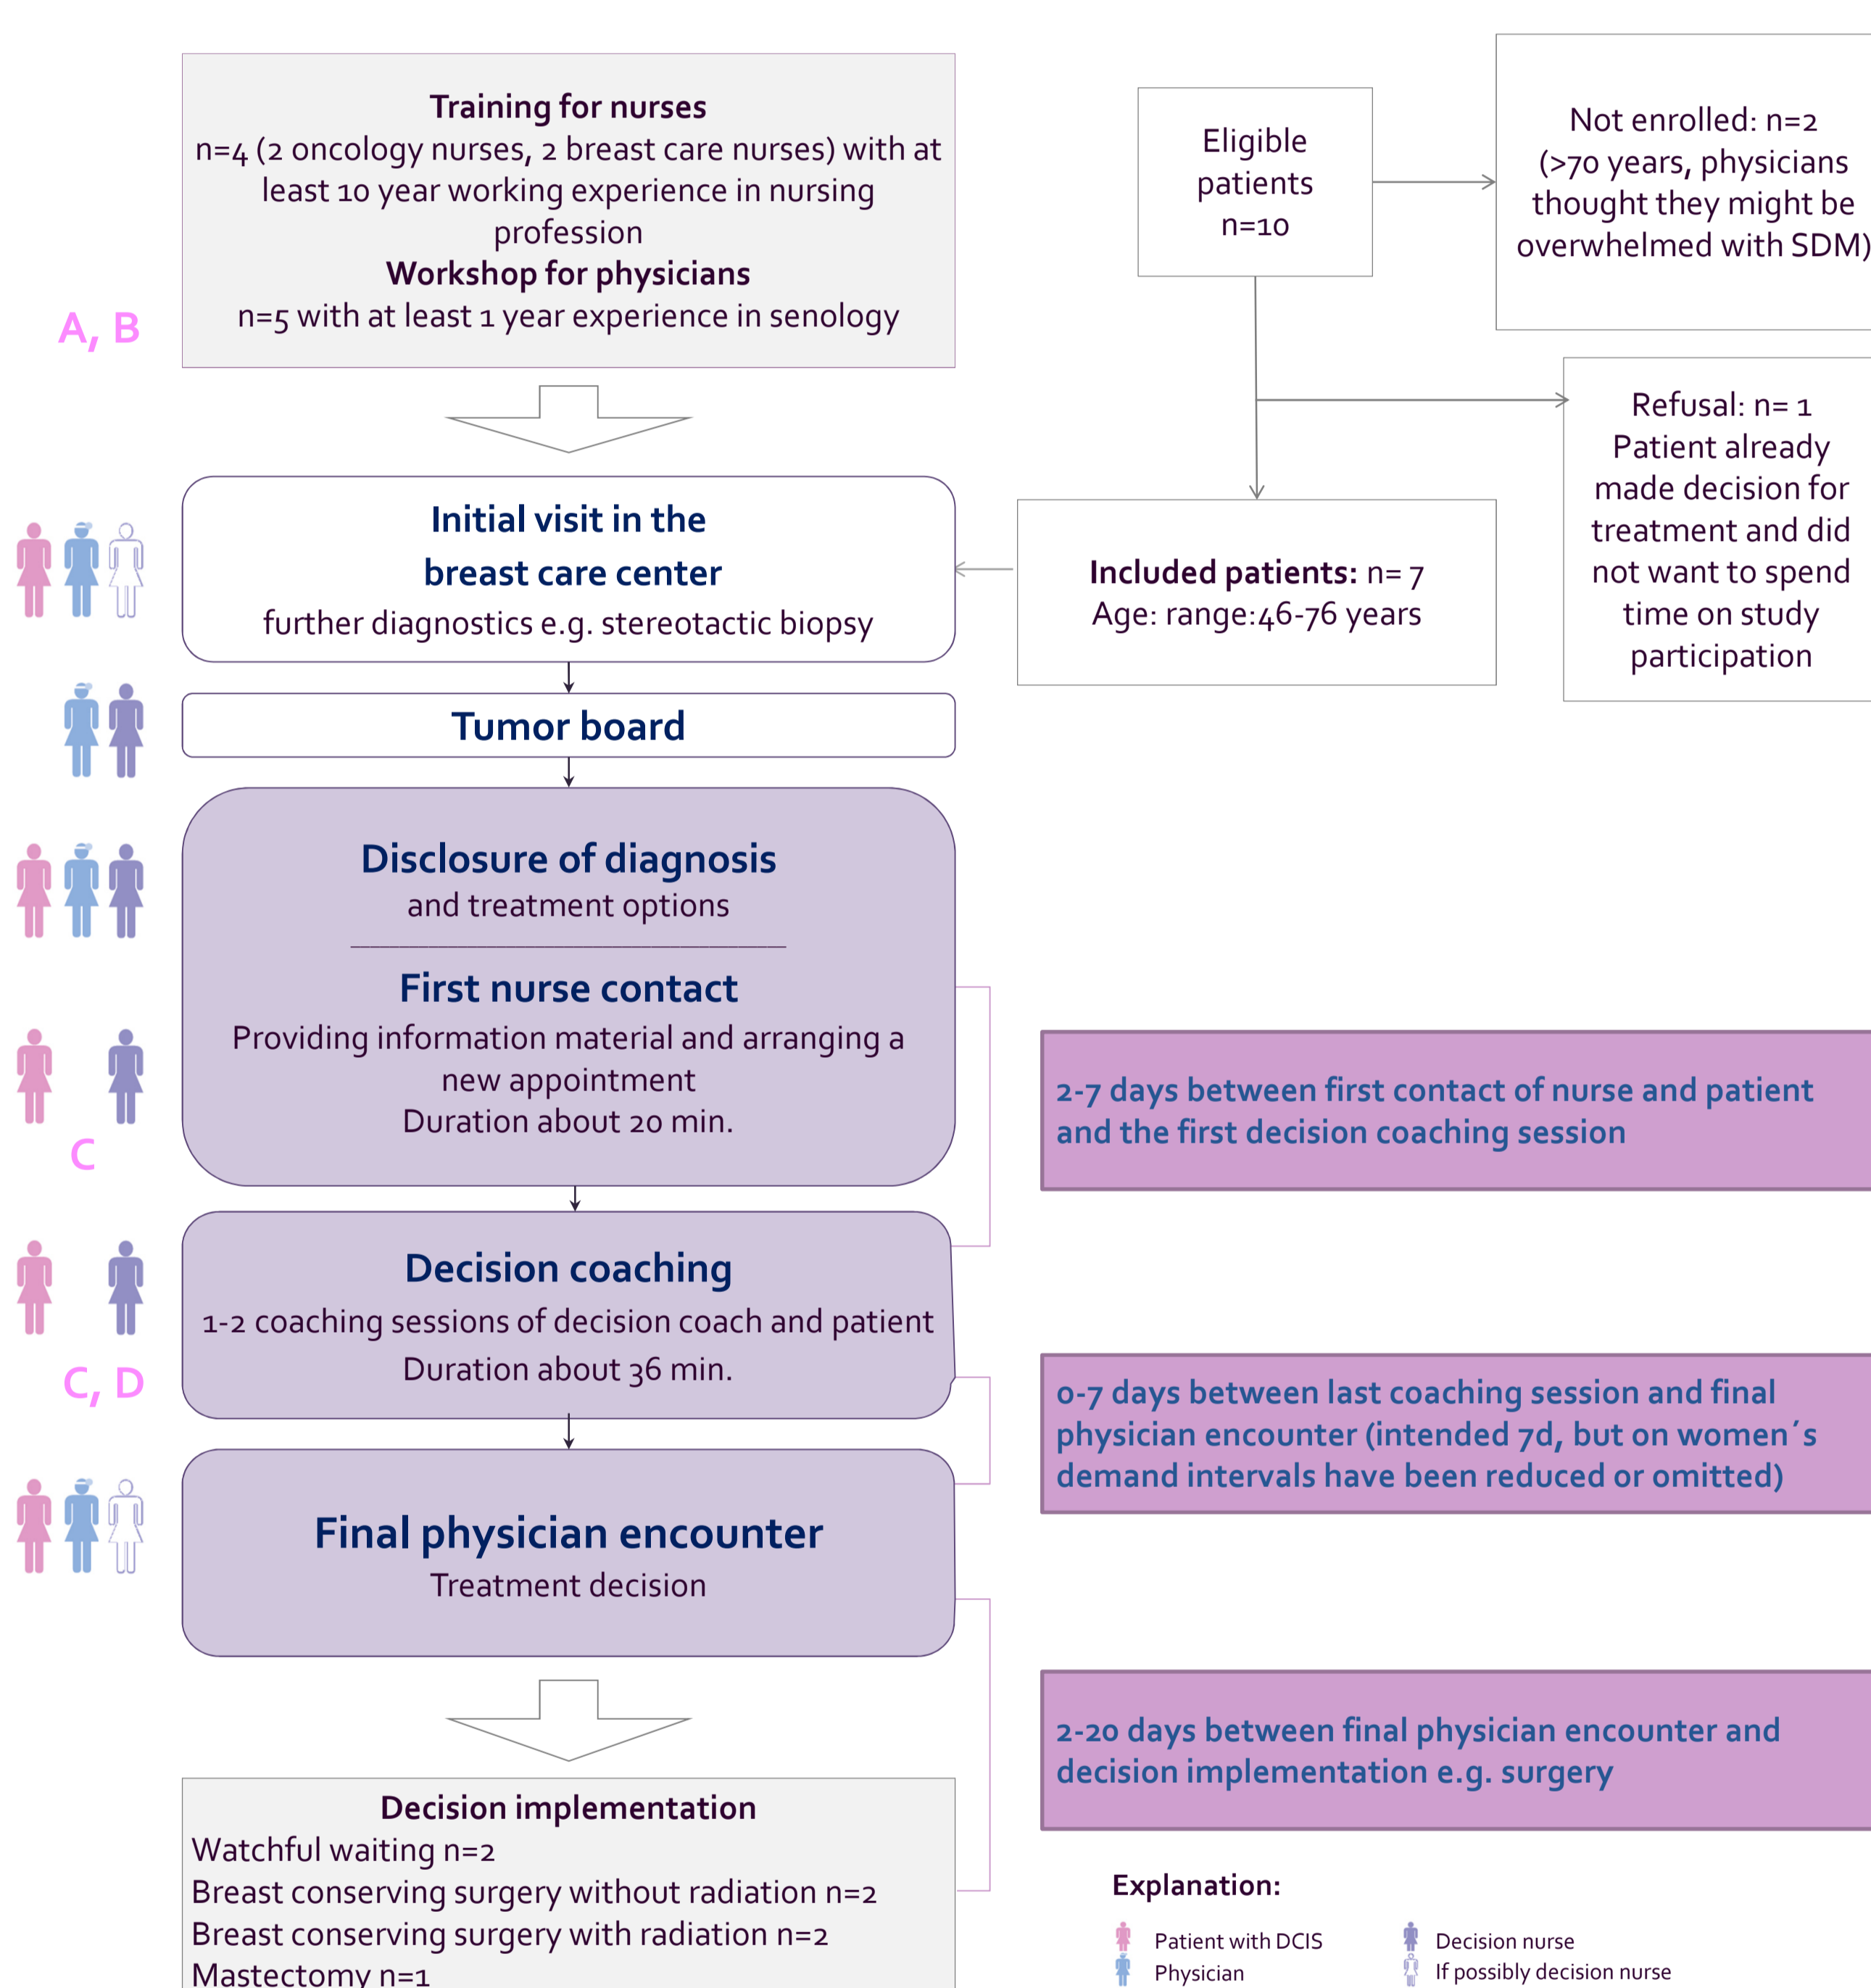 Training for nurses
n=4 (2 oncology nurses, 2 breast care nurses) with at
least 10 year working experience in nursing
profession
Workshop for physicians
n=5 with at least 1 year experience in senology
A, B
Eligible
patients
n=10
Not enrolled: n=2
(>70 years, physicians
thought they might be
overwhelmed with SDM)
Refusal: n= 1
Patient already
made decision for
treatment and did
not want to spend
time on study
participation
Included patients: n= 7
Age: range:46-76 years
Initial visit in the
breast care center
further diagnostics e.g. stereotactic biopsy
Tumor board
Disclosure of diagnosis
and treatment options
First nurse contact
Providing information material and arranging a
new appointment
Duration about 20 min.
C
2-7 days between first contact of nurse and patient
and the first decision coaching session
Decision coaching
1-2 coaching sessions of decision coach and patient
Duration about 36 min.
C, D
0-7 days between last coaching session and final
physician encounter (intended 7d, but on women´s
demand intervals have been reduced or omitted)
Final physician encounter
Treatment decision
2-20 days between final physician encounter and
decision implementation e.g. surgery
Decision implementation
Watchful waiting n=2
Breast conserving surgery without radiation n=2
Breast conserving surgery with radiation n=2
Mastectomy n=1
Explanation:
Patient with DCIS
Decision nurse
Physician
If possibly decision nurse